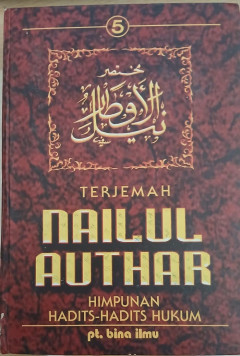 5
مختصر
نيل الأوطار
TERJEMAH
NAILUL
AUTHAR
HIMPUNAN
HADITS-HADITS HUKUM
pt. bina ilmu